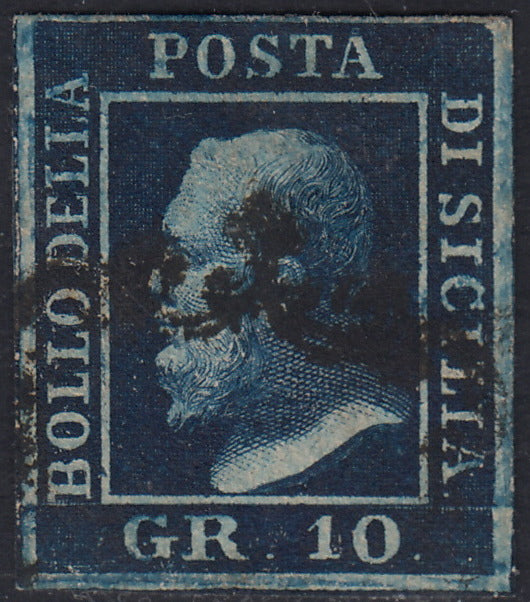 BOLLO DELLA
POSTA
DI SICILIA
GR. 10.